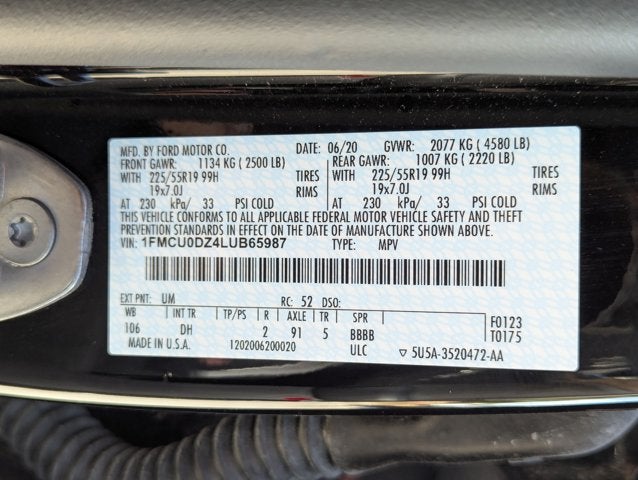 MFD. BY FORD MOTOR CO. DATE: 06/20 GVWR: 2077 KG ( 4580 LB)
FRONT GAWR: 1134 KG ( 2500 LB) REAR GAWR: 1007 KG ( 2220 LB)
WITH 225/55R19 99H TIRES WITH 225/55R19 99H TIRES
19x7.0J RIMS 19x7.0J RIMS
AT 230 kPa/ 33 PSI COLD AT 230 kPa/ 33 PSI COLD
THIS VEHICLE CONFORMS TO ALL APPLICABLE FEDERAL MOTOR VEHICLE SAFETY AND THEFT
PREVENTION STANDARDS IN EFFECT ON THE DATE OF MANUFACTURE SHOWN ABOVE.
VIN: 1FMCU0DZ4LUB65987 TYPE: MPV
EXT PNT: UM RC: 52 DSO:
WB INT TR TP/PS R AXLE TR SPR F0123
106 DH 2 91 5 BBBB T0175
MADE IN U.S.A. 1202006200020 ULC ▽ 5U5A-3520472-AA